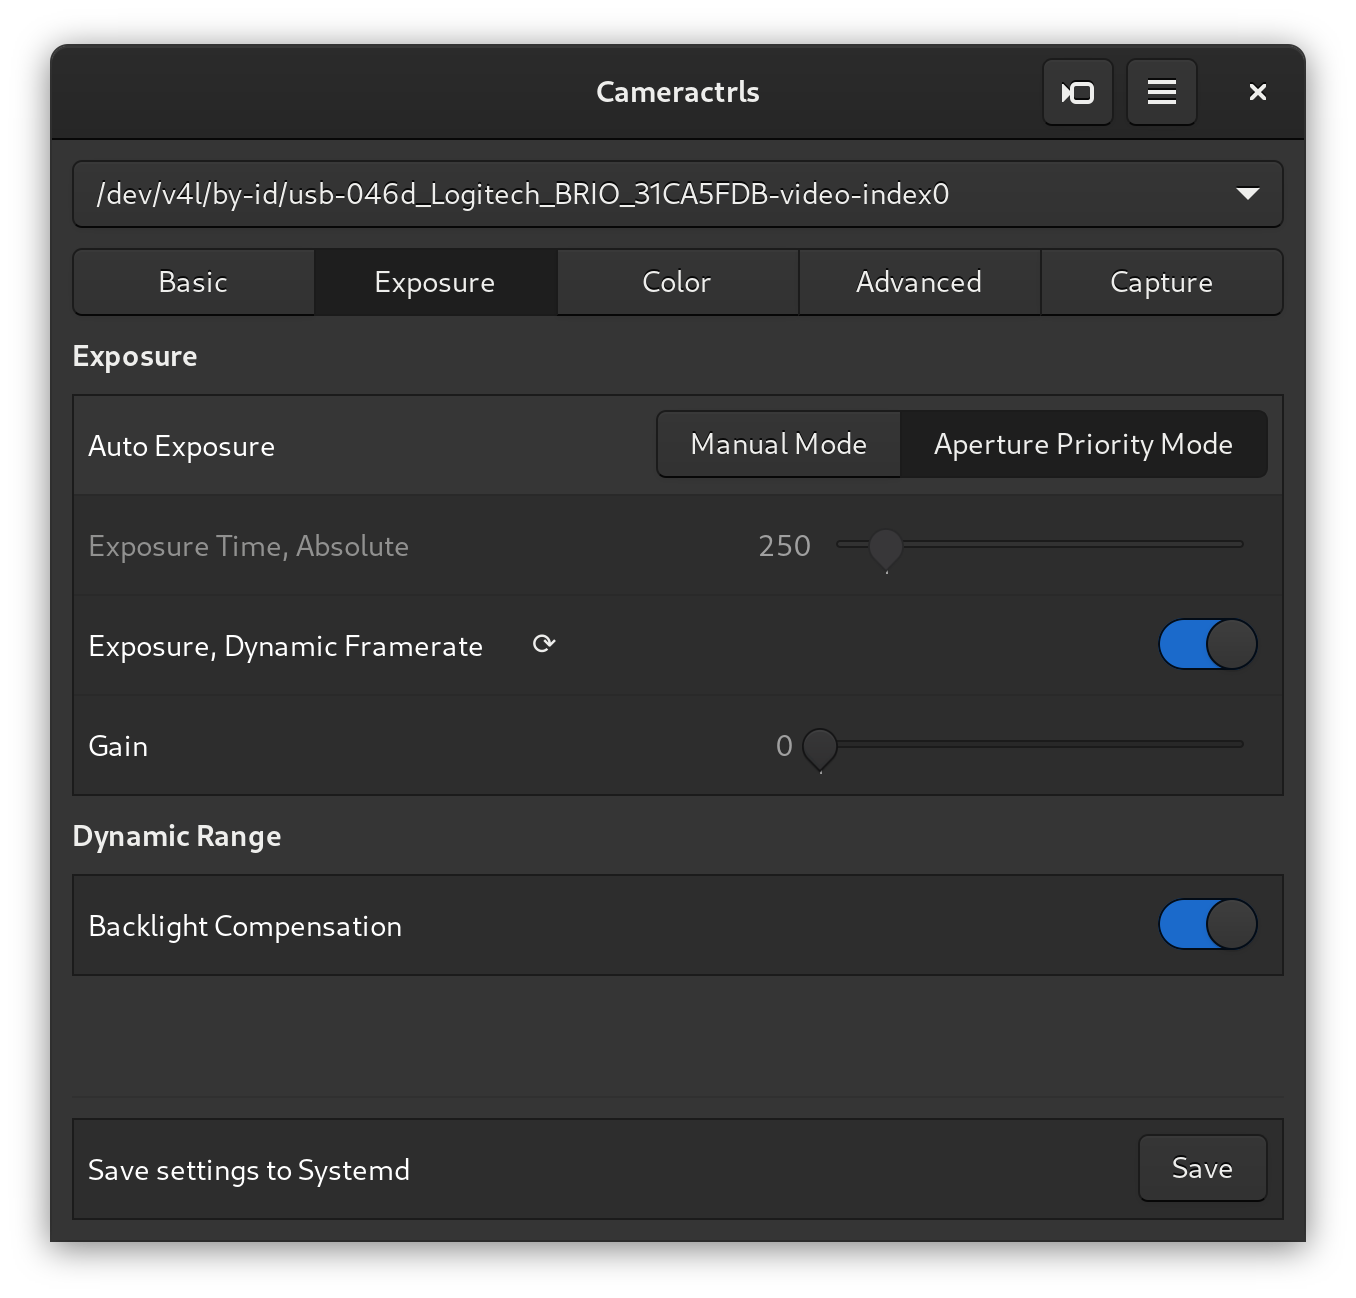 Cameractrls
/dev/v4l/by-id/usb-046d_Logitech_BRIO_31CA5FDB-video-index0
Basic Exposure Color Advanced Capture
Exposure
Auto Exposure Manual Mode Aperture Priority Mode
Exposure Time, Absolute 250
Exposure, Dynamic Framerate
Gain 0
Dynamic Range
Backlight Compensation
Save settings to Systemd Save